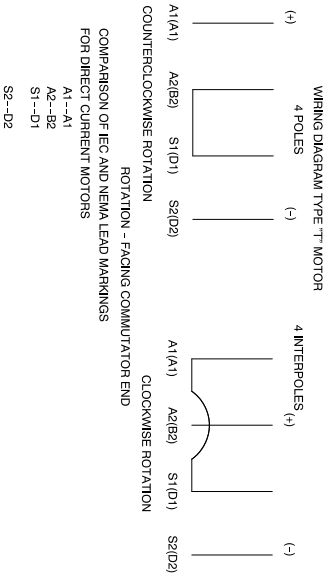 WIRING DIAGRAM TYPE "T" MOTOR
4 POLES 4 INTERPOLES
(+) (-) (+) (-)
A1(A1) A2(B2) S1(D1) S2(D2) A1(A1) A2(B2) S1(D1) S2(D2)
COUNTERCLOCKWISE ROTATION CLOCKWISE ROTATION
ROTATION - FACING COMMUTATOR END
COMPARISON OF IEC AND NEMA LEAD MARKINGS
FOR DIRECT CURRENT MOTORS
A1--A1
A2--B2
S1--D1
S2--D2